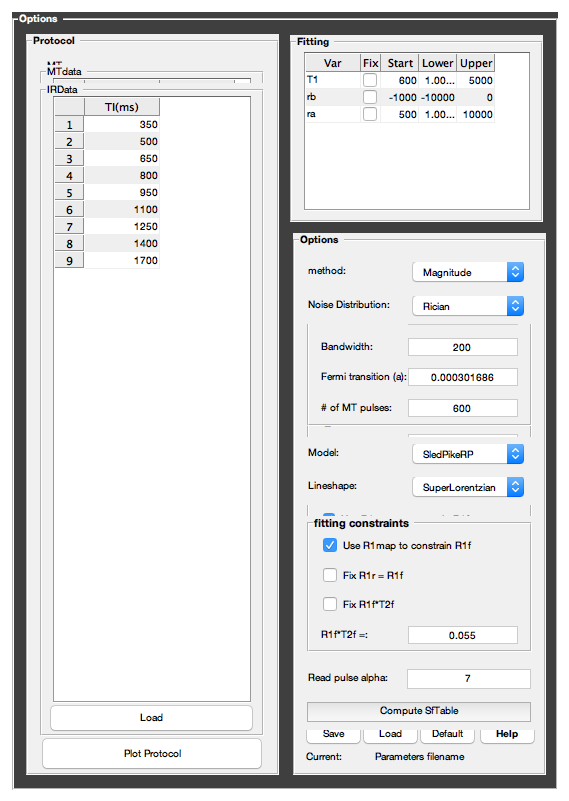 Options
Protocol
MTdata
IRData
TI(ms)
1 350
2 500
3 650
4 800
5 950
6 1100
7 1250
8 1400
9 1700
Load
Plot Protocol
Fitting
Var Fix Start Lower Upper
T1 600 1.00... 5000
rb -1000 -10000 0
ra 500 1.00... 10000
Options
method: Magnitude
Noise Distribution: Rician
Bandwidth: 200
Fermi transition (a): 0.000301686
# of MT pulses: 600
Model: SledPikeRP
Lineshape: SuperLorentzian
fitting constraints
Use R1map to constrain R1f
Fix R1r = R1f
Fix R1f*T2f
R1f*T2f =: 0.055
Read pulse alpha: 7
Compute SfTable
Save Load Default Help
Current: Parameters filename